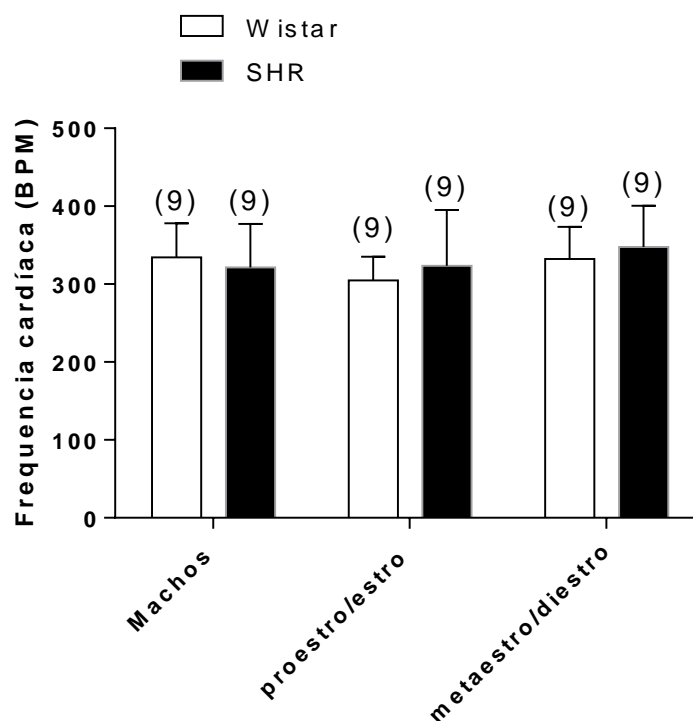 Wistar
SHR
Frequencia cardíaca (BPM)
500
400
300
200
100
0
(9)
(9)
(9)
(9)
(9)
(9)
Machos
proestro/estro
metaestro/diestro